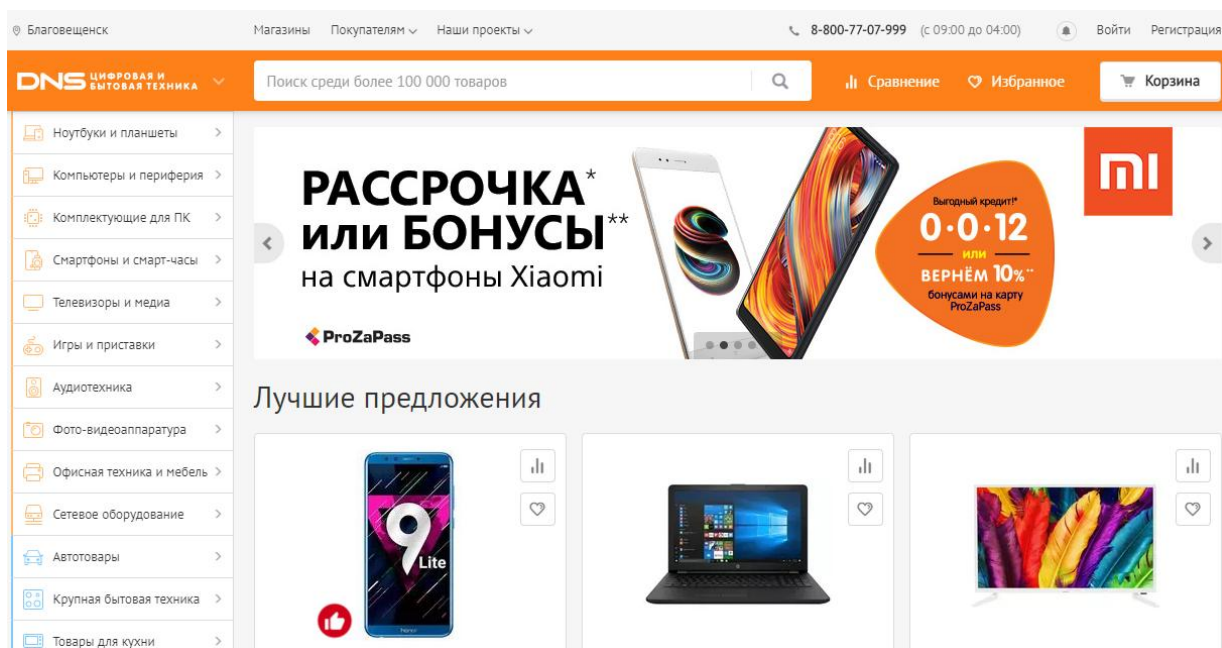 Благовещенск Магазины Покупателям Наши проекты 8-800-77-07-999 (с 09:00 до 04:00) Войти Регистрация
DNS ЦИФРОВАЯ И БЫТОВАЯ ТЕХНИКА
Поиск среди более 100 000 товаров
Сравнение Избранное Корзина
Ноутбуки и планшеты
Компьютеры и периферия
Комплектующие для ПК
Смартфоны и смарт-часы
Телевизоры и медиа
Игры и приставки
Аудиотехника
Фото-видеоаппаратура
Офисная техника и мебель
Сетевое оборудование
Автотовары
Крупная бытовая техника
Товары для кухни
РАССРОЧКА*
или БОНУСЫ**
на смартфоны Xiaomi
ProZaPass
Выгодный кредит!*
0·0·12
или
ВЕРНЁМ 10%**
бонусами на карту
ProZaPass
mi
Лучшие предложения
9
Lite
honor